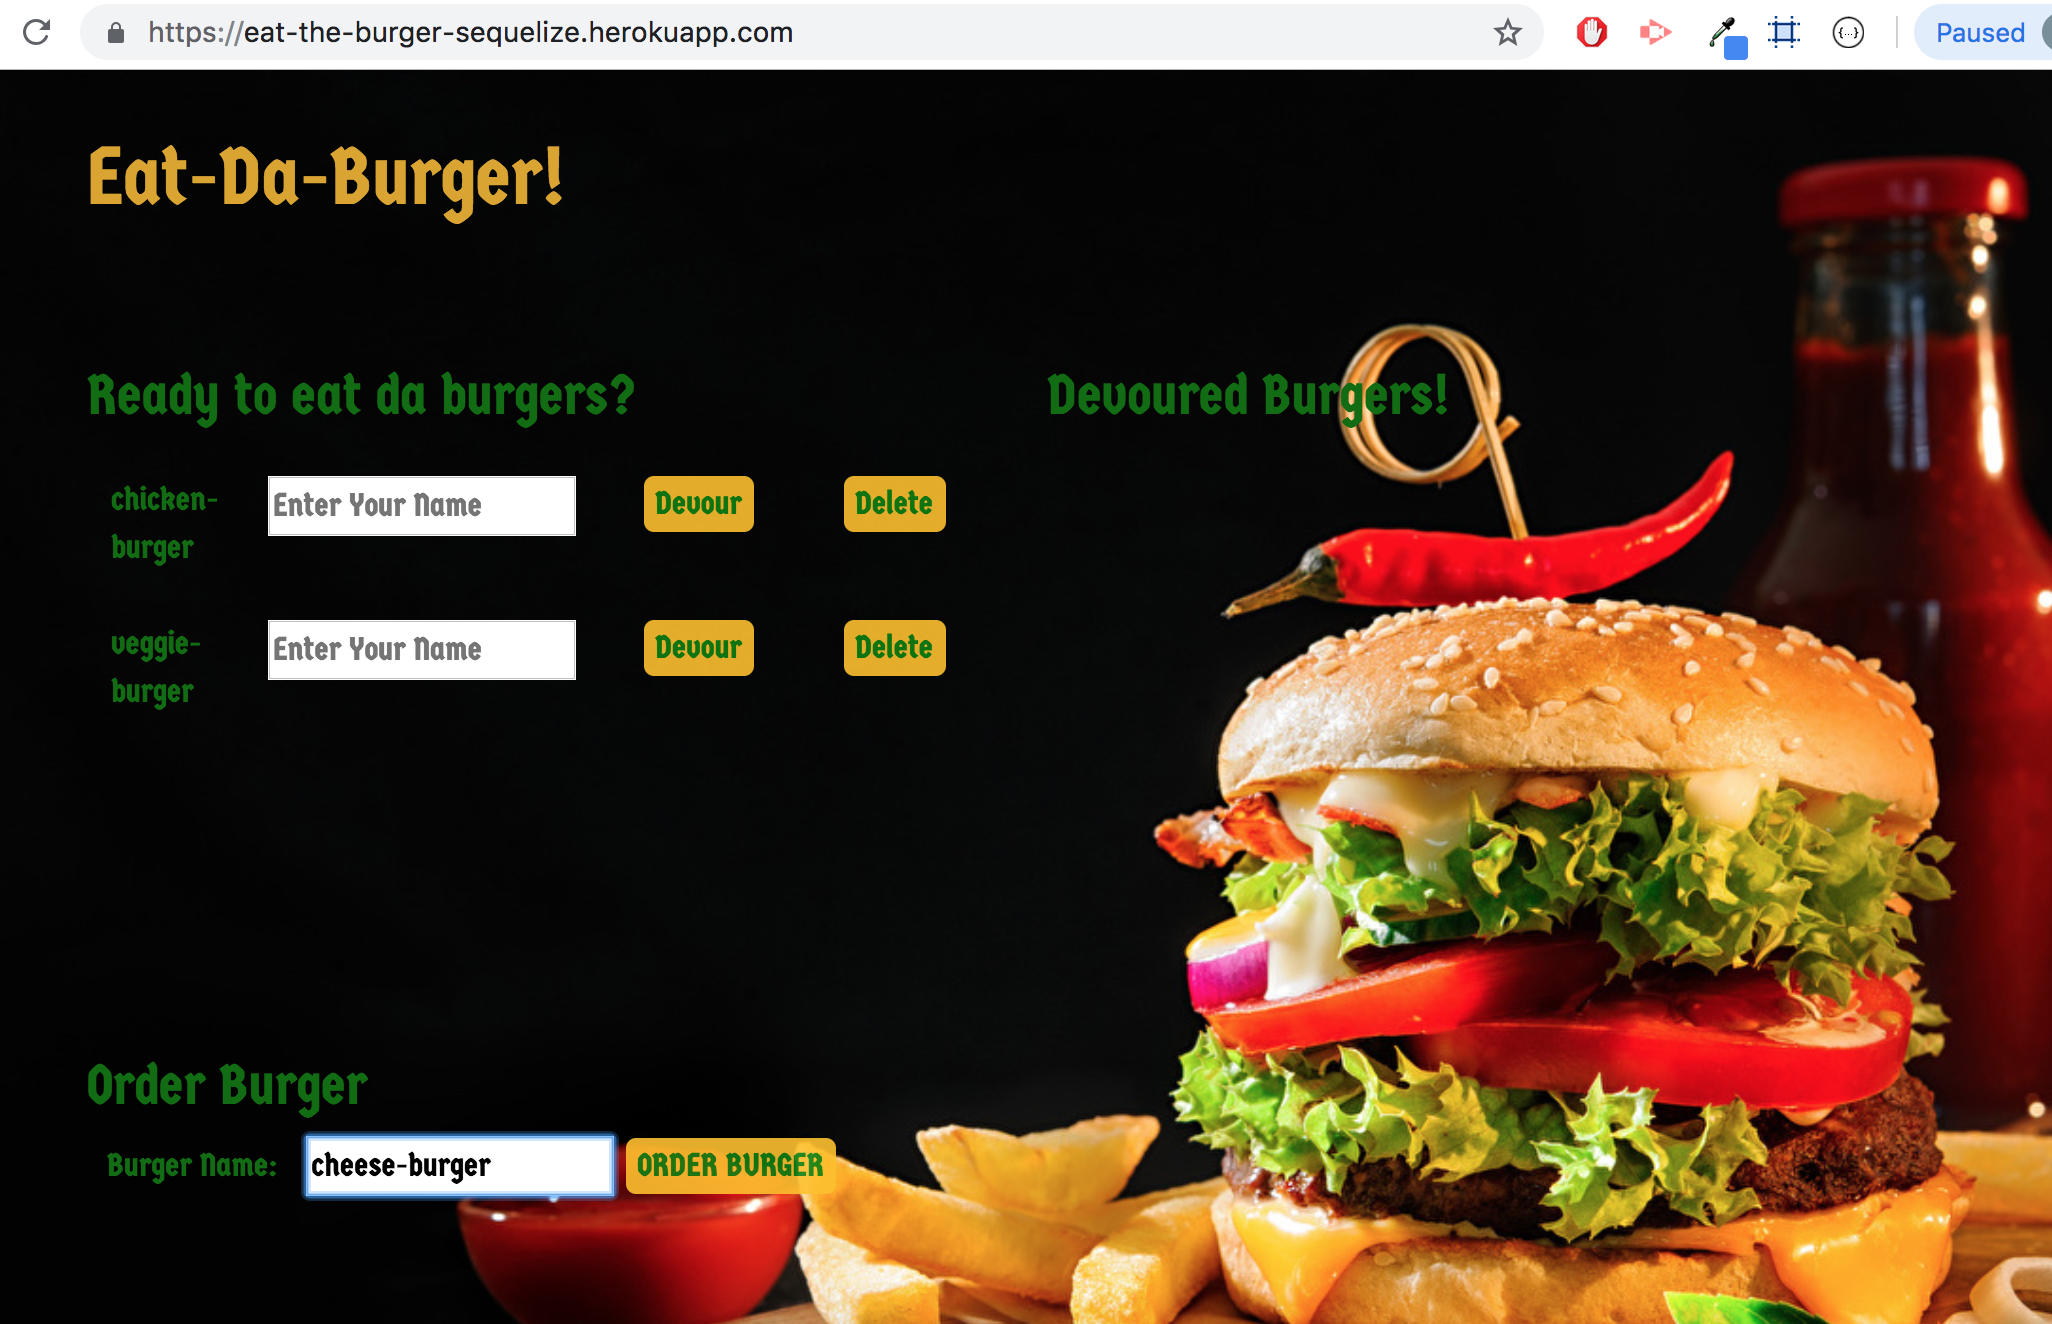 https://eat-the-burger-sequelize.herokuapp.com
Paused
Eat-Da-Burger!
Ready to eat da burgers?
Devoured Burgers!
chicken-
burger
Enter Your Name
Devour
Delete
veggie-
burger
Enter Your Name
Devour
Delete
Order Burger
Burger Name:
cheese-burger
ORDER BURGER